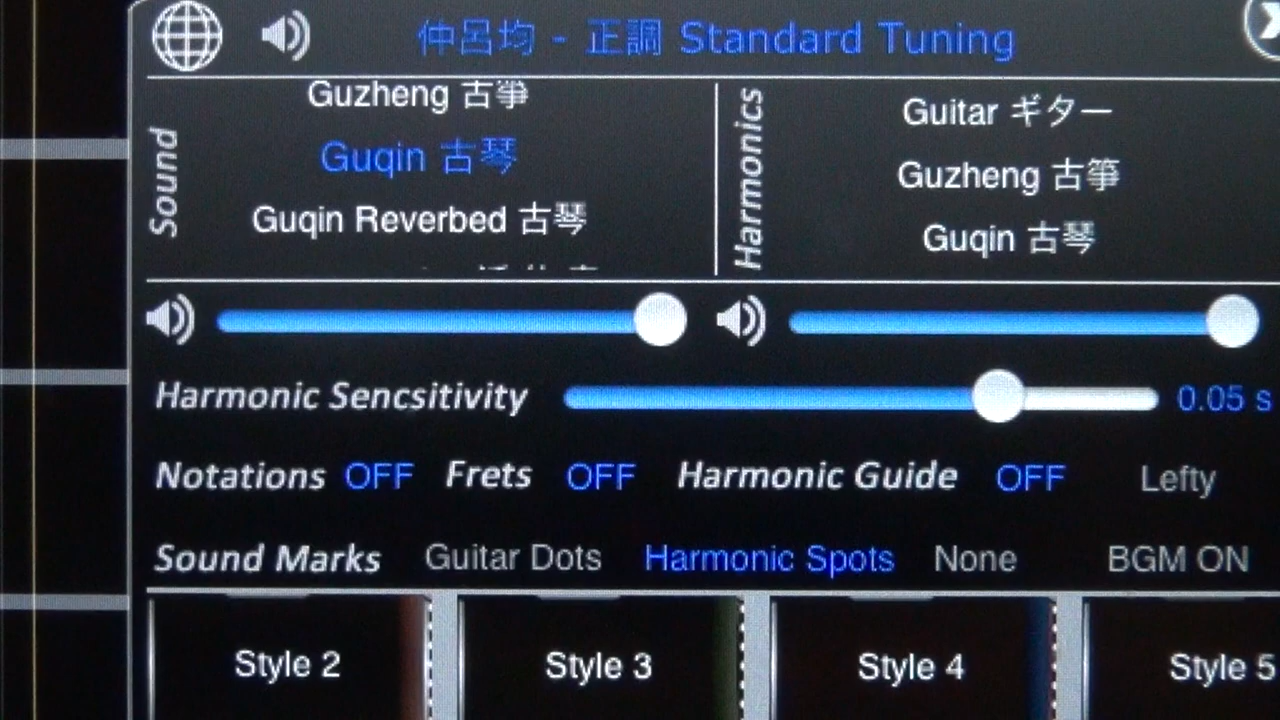 仲呂均 - 正調 Standard Tuning
Sound
Guzheng 古箏
Guqin 古琴
Guqin Reverbed 古琴
Harmonics
Guitar ギター
Guzheng 古箏
Guqin 古琴
Harmonic Sencsitivity 0.05 s
Notations OFF Frets OFF Harmonic Guide OFF Lefty
Sound Marks Guitar Dots Harmonic Spots None BGM ON
Style 2 Style 3 Style 4 Style 5